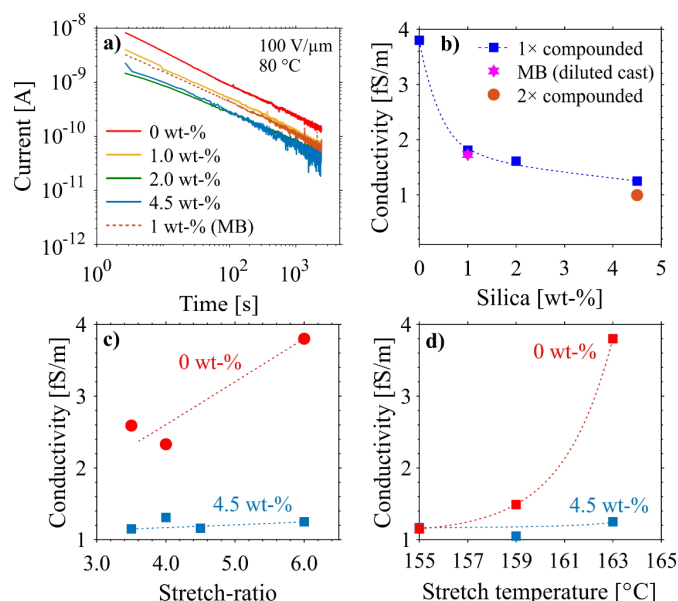 a)
100 V/μm
80 °C
10⁻⁸
10⁻⁹
10⁻¹⁰
10⁻¹¹
10⁻¹²
Current [A]
0 wt-%
1.0 wt-%
2.0 wt-%
4.5 wt-%
1 wt-% (MB)
10⁰
10²
10³
Time [s]
b)
1× compounded
MB (diluted cast)
2× compounded
4
3
2
1
Conductivity [fS/m]
0
1
2
3
4
5
Silica [wt-%]
c)
0 wt-%
4.5 wt-%
4
3
2
1
Conductivity [fS/m]
3.0
4.0
5.0
6.0
Stretch-ratio
d)
0 wt-%
4.5 wt-%
4
3
2
1
Conductivity [fS/m]
155
157
159
161
163
165
Stretch temperature [°C]